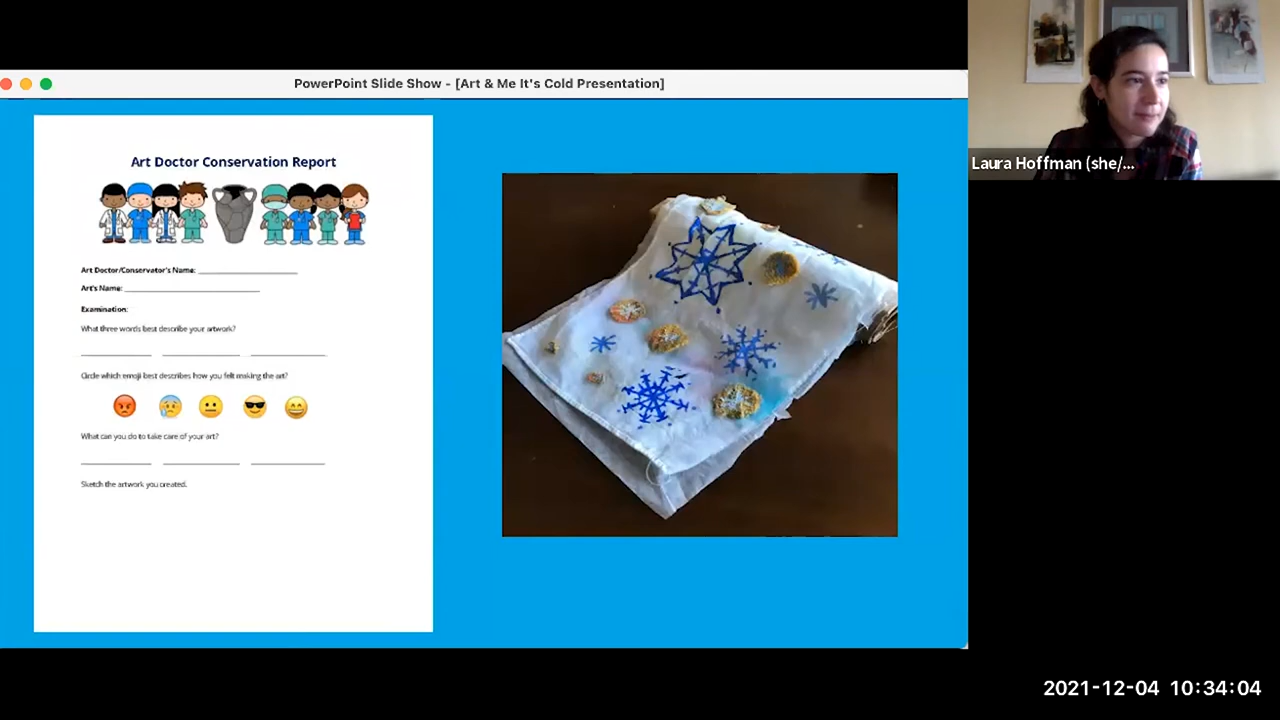 PowerPoint Slide Show - [Art & Me It's Cold Presentation]
Art Doctor Conservation Report
Art Doctor/Conservator's Name: ____________________
Art's Name: ____________________
Examination:
What three words best describe your artwork?
Circle which emoji best describes how you felt making the art?
What can you do to take care of your art?
Sketch the artwork you created.
Laura Hoffman (she/...
2021-12-04 10:34:04